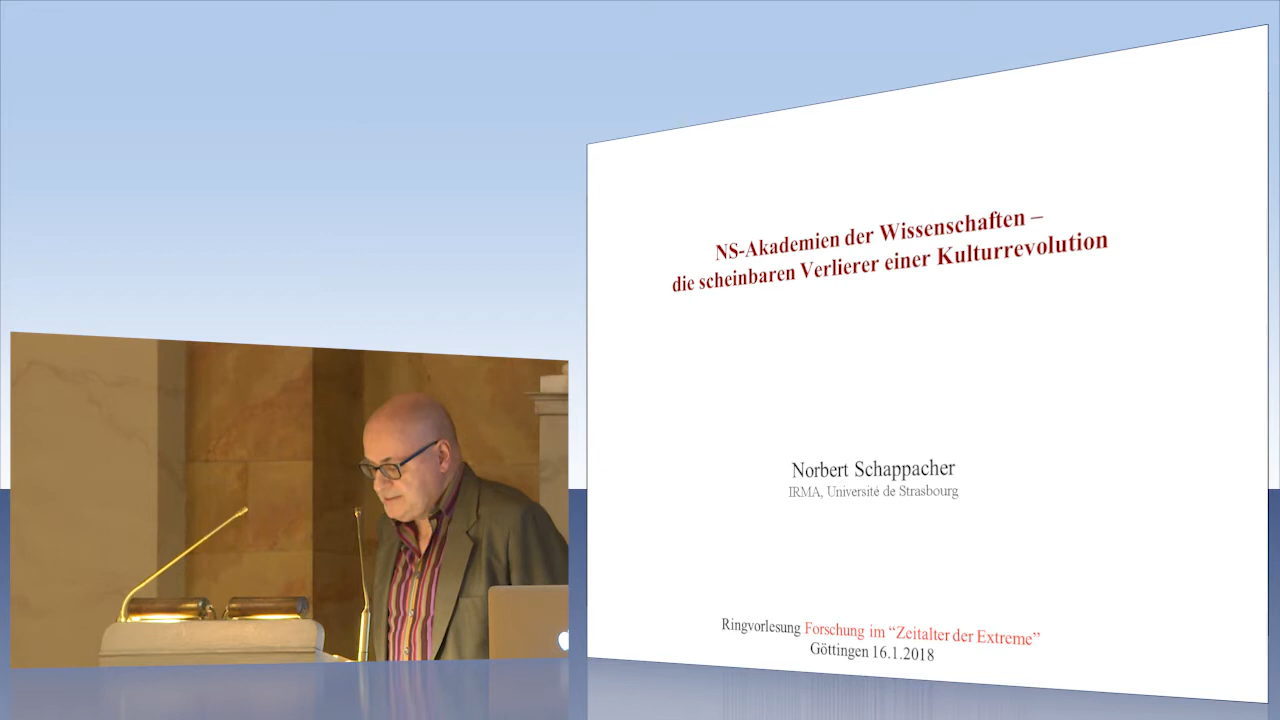 NS-Akademien der Wissenschaften –
die scheinbaren Verlierer einer Kulturrevolution
Norbert Schappacher
IRMA, Université de Strasbourg
Ringvorlesung Forschung im “Zeitalter der Extreme”
Göttingen 16.1.2018